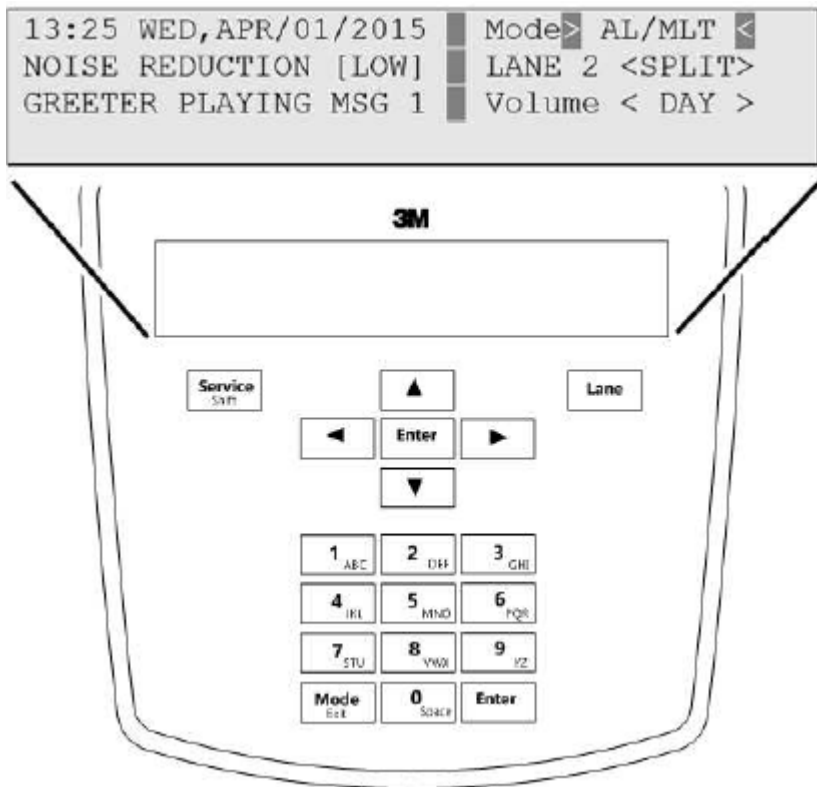 13:25 WED,APR/01/2015 Mode> AL/MLT <
NOISE REDUCTION [LOW] LANE 2 <SPLIT>
GREETER PLAYING MSG 1 Volume < DAY >
3M
Service
Shift
▲
Lane
◄ Enter ►
▼
1 ABC 2 DEF 3 GHI
4 JKL 5 MNO 6 PQR
7 STU 8 VWX 9 YZ
Mode
Exit
0 Space
Enter